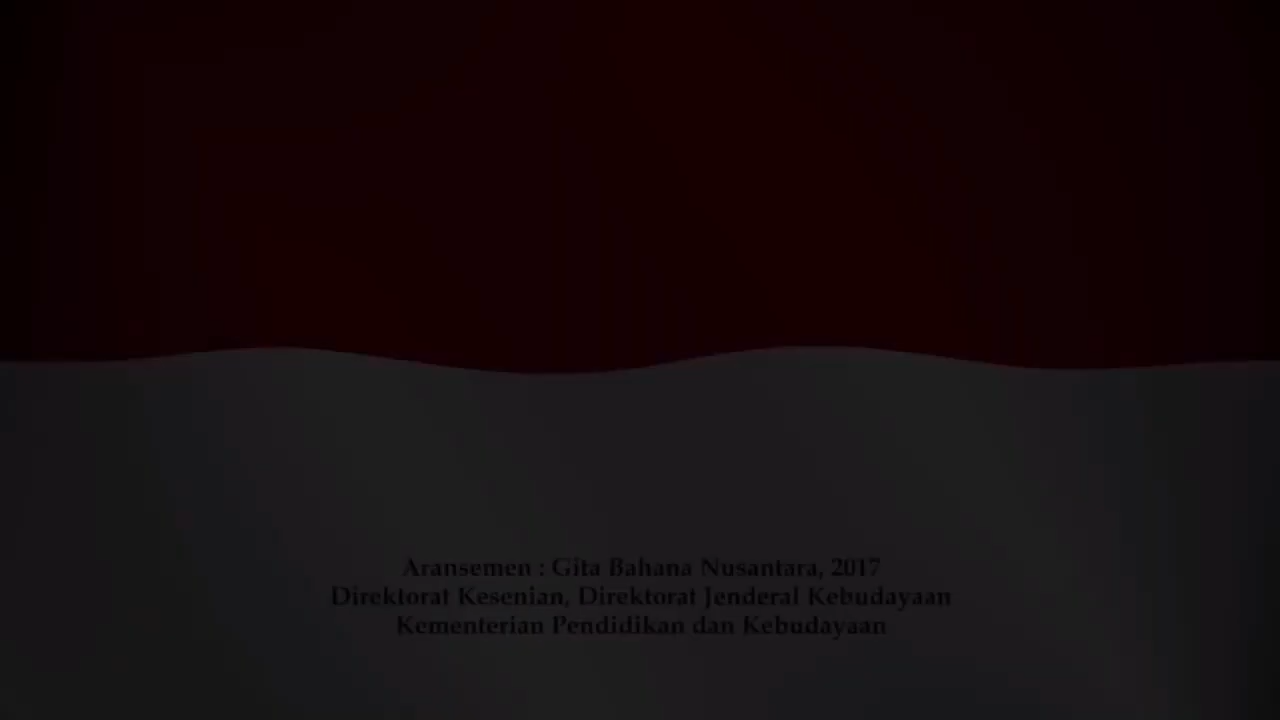 Aransemen : Gita Bahana Nusantara, 2017
Direktorat Kesenian, Direktorat Jenderal Kebudayaan
Kementerian Pendidikan dan Kebudayaan